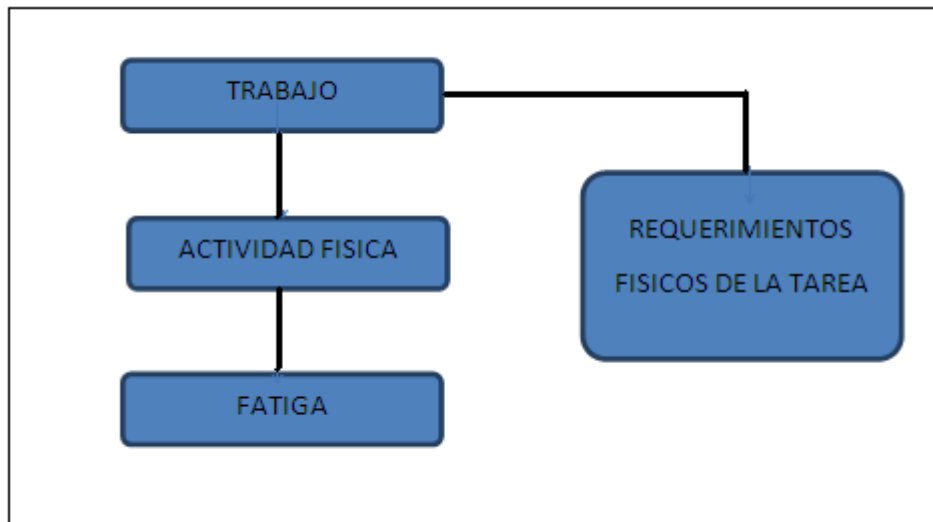 TRABAJO
ACTIVIDAD FISICA
REQUERIMIENTOS
FISICOS DE LA TAREA
FATIGA